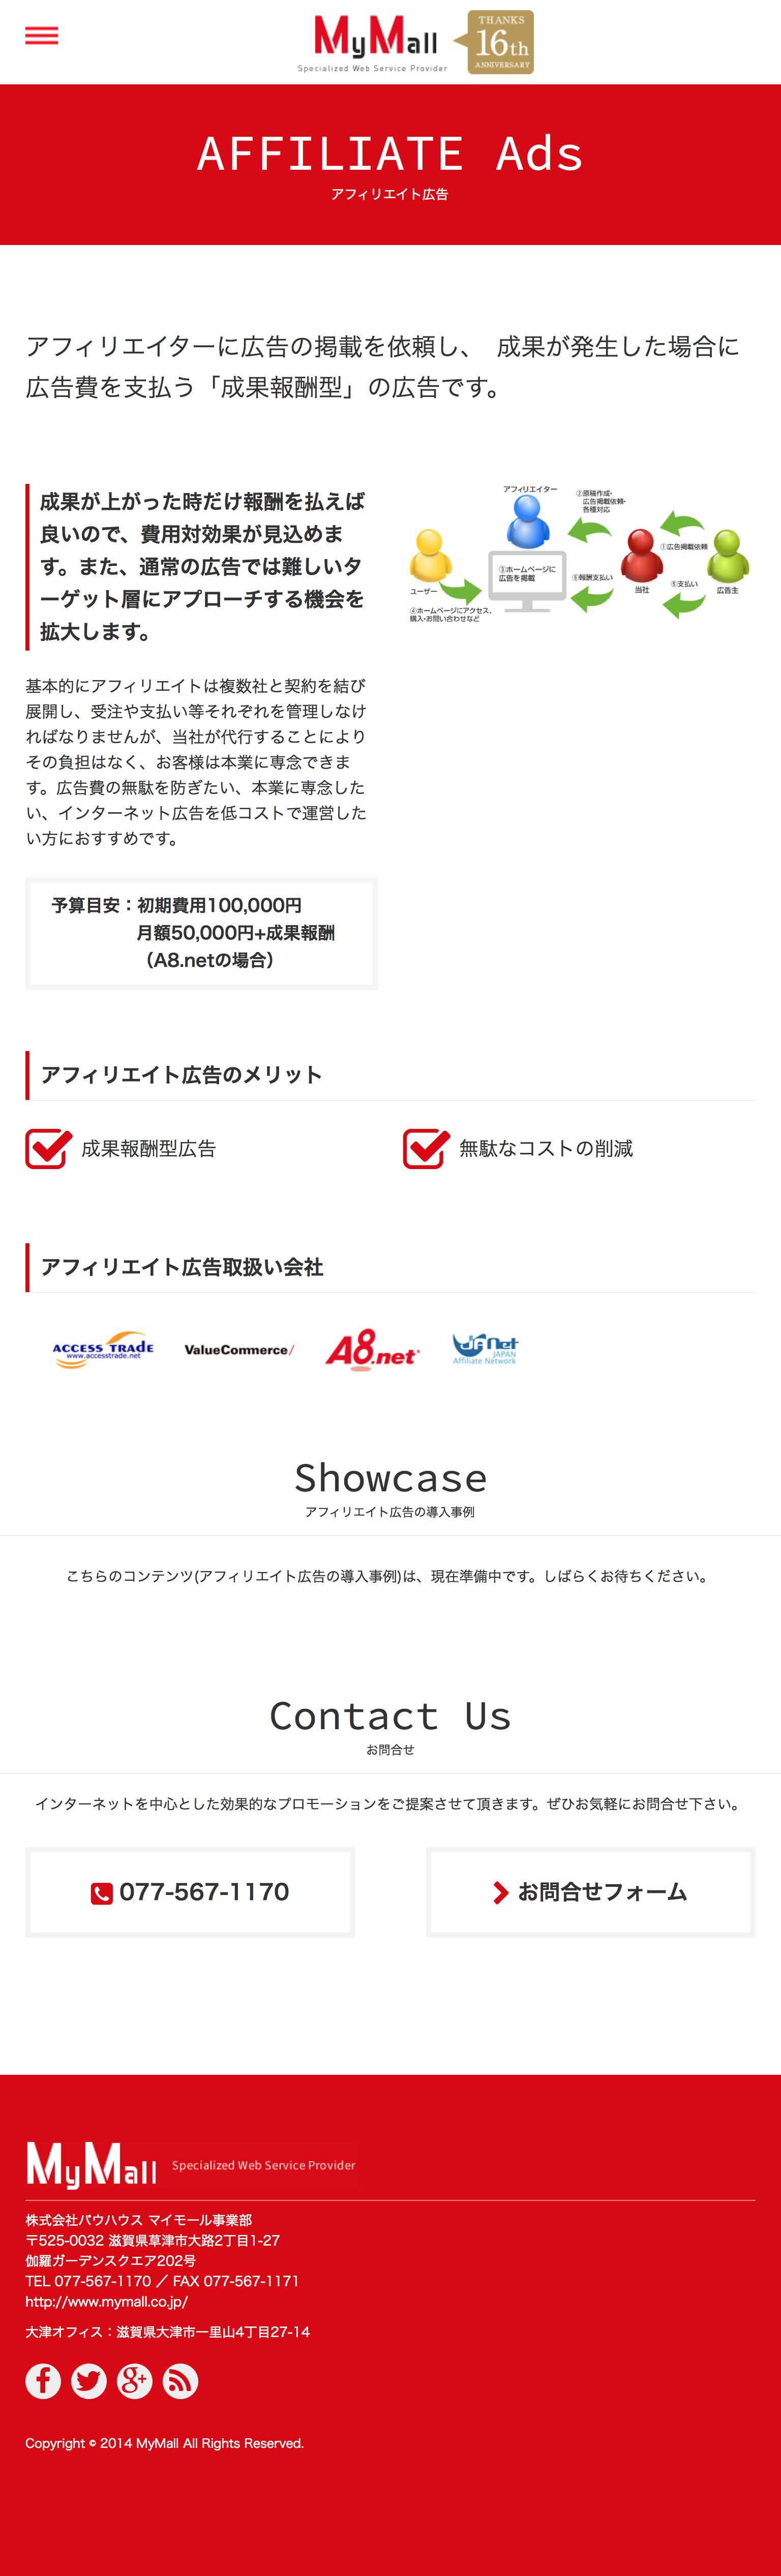 MyMall
Specialized Web Service Provider
THANKS
16th
ANNIVERSARY
AFFILIATE Ads
アフィリエイト広告
アフィリエイターに広告の掲載を依頼し、 成果が発生した場合に
広告費を支払う「成果報酬型」の広告です。
成果が上がった時だけ報酬を払えば
良いので、費用対効果が見込めま
す。また、通常の広告では難しいタ
ーゲット層にアプローチする機会を
拡大します。
アフィリエイター
②原稿作成・
広告掲載依頼・
各種対応
①広告掲載依頼
③ホームページに
広告を掲載
⑥報酬支払い
⑤支払い
ユーザー
当社
広告主
④ホームページにアクセス、
購入・お問い合わせなど
基本的にアフィリエイトは複数社と契約を結び
展開し、受注や支払い等それぞれを管理しなけ
ればなりませんが、当社が代行することにより
その負担はなく、お客様は本業に専念できま
す。広告費の無駄を防ぎたい、本業に専念した
い、インターネット広告を低コストで運営した
い方におすすめです。
予算目安：初期費用100,000円
月額50,000円+成果報酬
（A8.netの場合）
アフィリエイト広告のメリット
成果報酬型広告
無駄なコストの削減
アフィリエイト広告取扱い会社
ACCESS TRADE
www.accesstrade.net
ValueCommerce/
A8.net
JANet
JAPAN
Affiliate Network
Showcase
アフィリエイト広告の導入事例
こちらのコンテンツ(アフィリエイト広告の導入事例)は、現在準備中です。しばらくお待ちください。
Contact Us
お問合せ
インターネットを中心とした効果的なプロモーションをご提案させて頂きます。ぜひお気軽にお問合せ下さい。
077-567-1170
お問合せフォーム
MyMall Specialized Web Service Provider
株式会社バウハウス マイモール事業部
〒525-0032 滋賀県草津市大路2丁目1-27
伽羅ガーデンスクエア202号
TEL 077-567-1170 ／ FAX 077-567-1171
http://www.mymall.co.jp/
大津オフィス：滋賀県大津市一里山4丁目27-14
Copyright © 2014 MyMall All Rights Reserved.